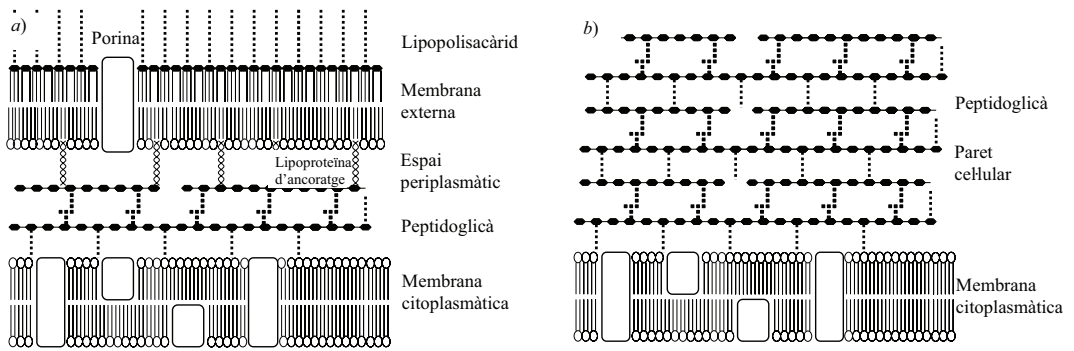 a)
Porina
Lipopolisacàrid
Membrana
externa
Lipoproteïna
d'ancoratge
Espai
periplasmàtic
Peptidoglicà
Membrana
citoplasmàtica
b)
Peptidoglicà
Paret
cel·lular
Membrana
citoplasmàtica